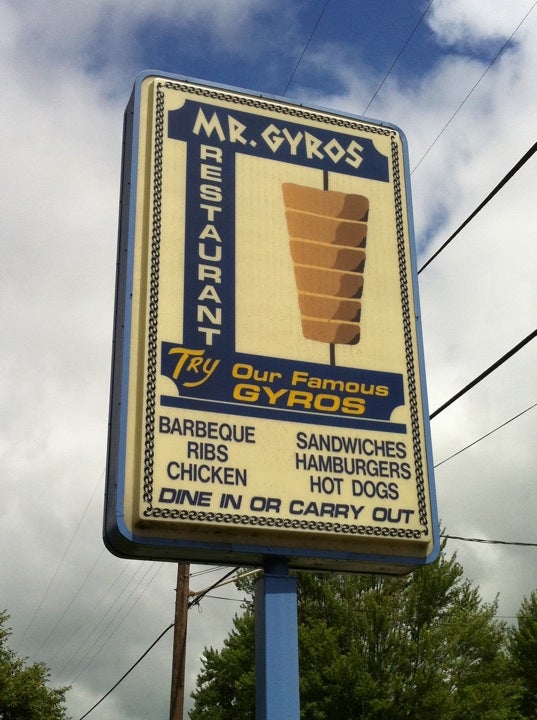 MR. GYROS
RESTAURANT
TRY OUR FAMOUS
GYROS
BARBEQUE
RIBS
CHICKEN
SANDWICHES
HAMBURGERS
HOT DOGS
DINE IN OR CARRY OUT